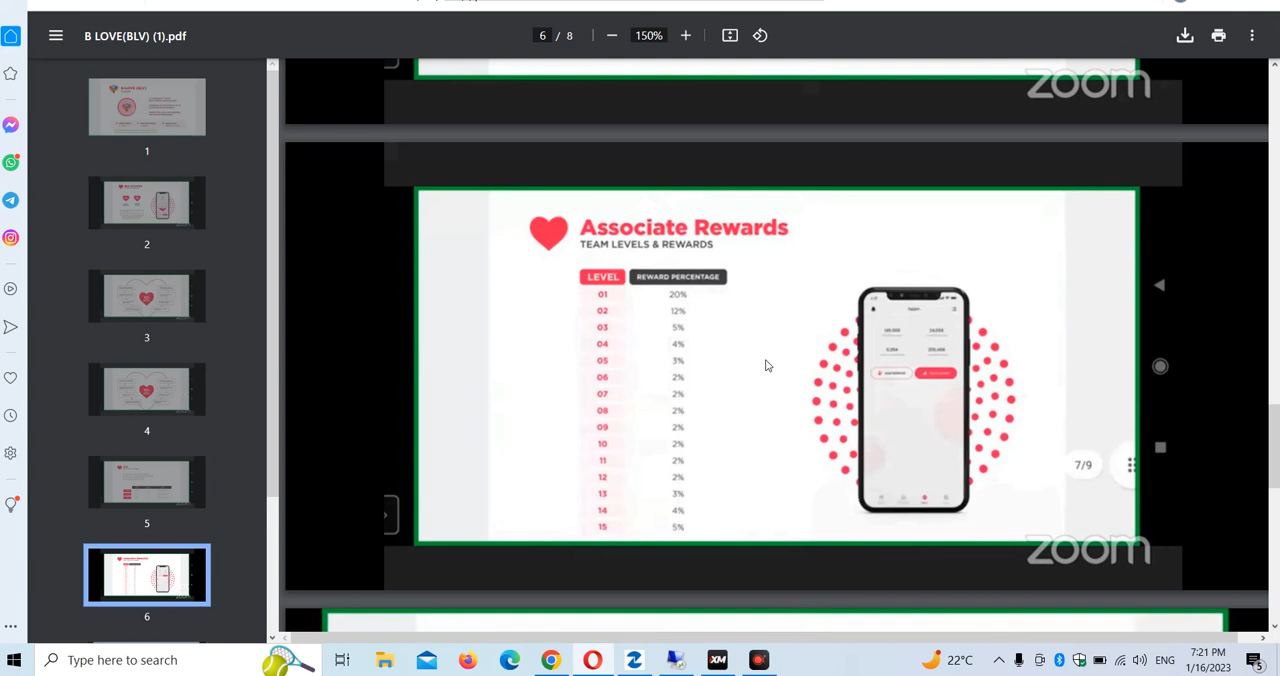 B LOVE(BLV) (1).pdf
6 / 8
150%
zoom
1
2
3
4
5
6
Associate Rewards
TEAM LEVELS & REWARDS
LEVEL REWARD PERCENTAGE
01 20%
02 12%
03 5%
04 4%
05 3%
06 2%
07 2%
08 2%
09 2%
10 2%
11 2%
12 2%
13 3%
14 4%
15 5%
7/9
zoom
Type here to search
XM
22°C
ENG
7:21 PM
1/16/2023
5